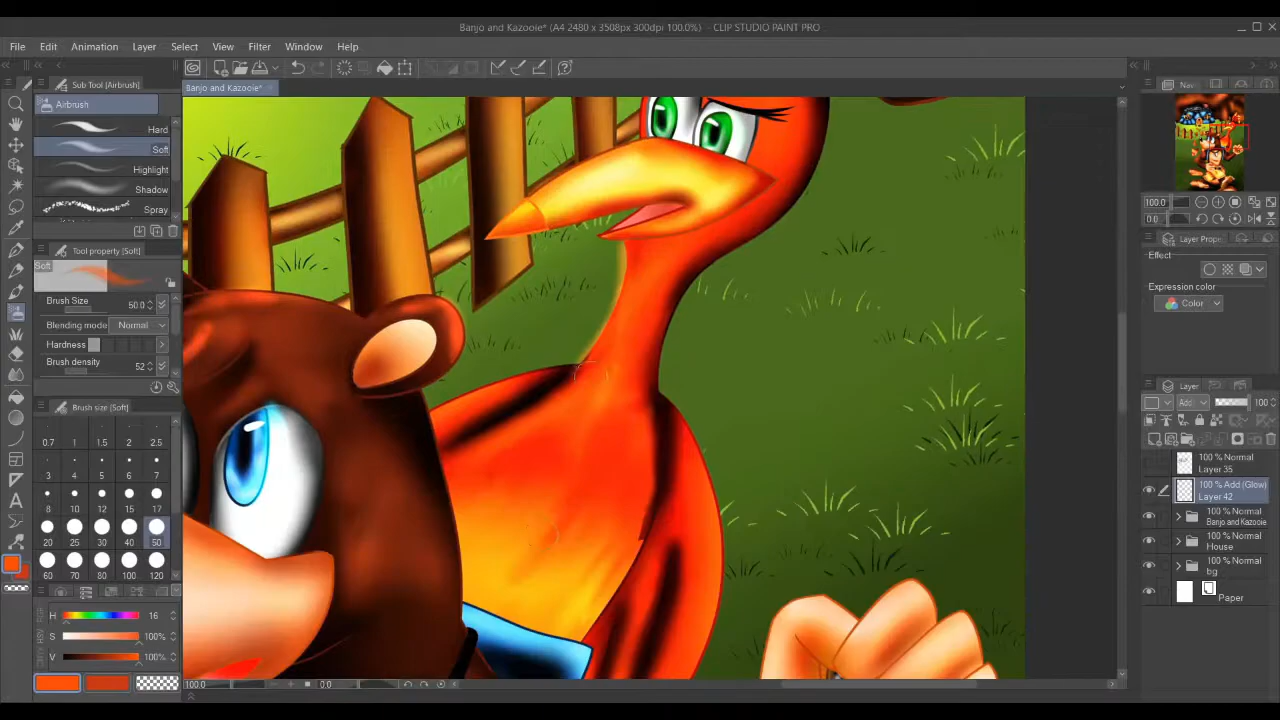 Banjo and Kazooie* (A4 2480 x 3508px 300dpi 100.0%) - CLIP STUDIO PAINT PRO
File Edit Animation Layer Select View Filter Window Help
Sub Tool [Airbrush]
Banjo and Kazooie*
Nav
Airbrush
Hard
Soft
Highlight
Shadow
Spray
100.0
0.0
Tool property [Soft]
Layer Prope
Soft
Effect
Brush Size 50.0
Expression color
Color
Blending mode Normal
Hardness
Brush density 52
Layer
Add 100
Brush size [Soft]
0.7 1 1.5 2 2.5
3 4 5 6 7
8 10 12 15 17
20 25 30 40 50
60 70 80 100 120
100 % Normal
Layer 35
100 % Add (Glow)
Layer 42
100 % Normal
Banjo and Kazooie
100 % Normal
House
100 % Normal
bg
Paper
H 16
S 100%
V 100%
100.0 0.0